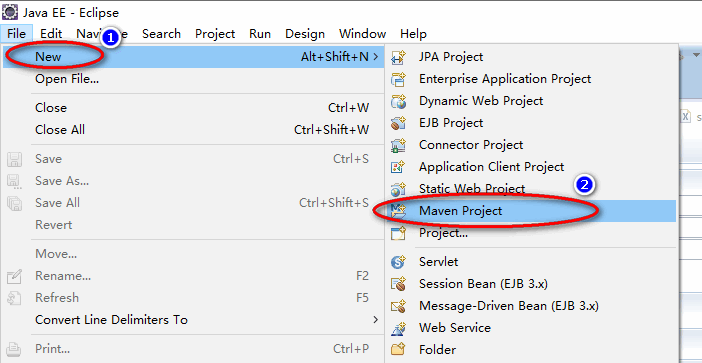 Java EE - Eclipse
File Edit Search Project Run Design Window Help
1
New Alt+Shift+N
Open File...
Close Ctrl+W
Close All Ctrl+Shift+W
Save Ctrl+S
Save As...
Save All Ctrl+Shift+S
Revert
Move...
Rename... F2
Refresh F5
Convert Line Delimiters To
Print... Ctrl+P
JPA Project
Enterprise Application Project
Dynamic Web Project
EJB Project
Connector Project
Application Client Project
Static Web Project
2
Maven Project
Project...
Servlet
Session Bean (EJB 3.x)
Message-Driven Bean (EJB 3.x)
Web Service
Folder